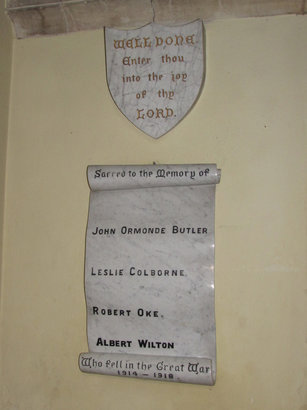 WELL DONE.
Enter thou
into the joy
of thy
LORD.
Sacred to the Memory of
JOHN ORMONDE BUTLER
LESLIE COLBORNE
ROBERT OKE.
ALBERT WILTON
Who fell in the Great War
1914 - 1918.